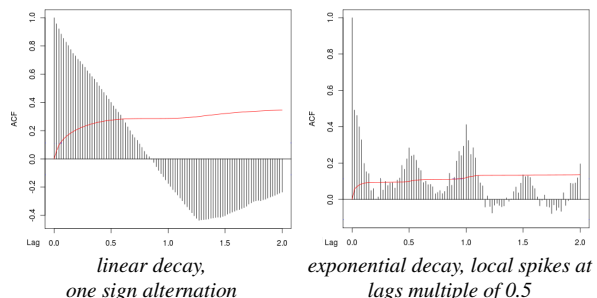 ACF
1.0
0.8
0.6
0.4
0.2
0.0
-0.2
-0.4
Lag 0.0 0.5 1.0 1.5 2.0
linear decay,
one sign alternation
ACF
1.0
0.8
0.6
0.4
0.2
0.0
Lag 0.0 0.5 1.0 1.5 2.0
exponential decay, local spikes at
lags multiple of 0.5